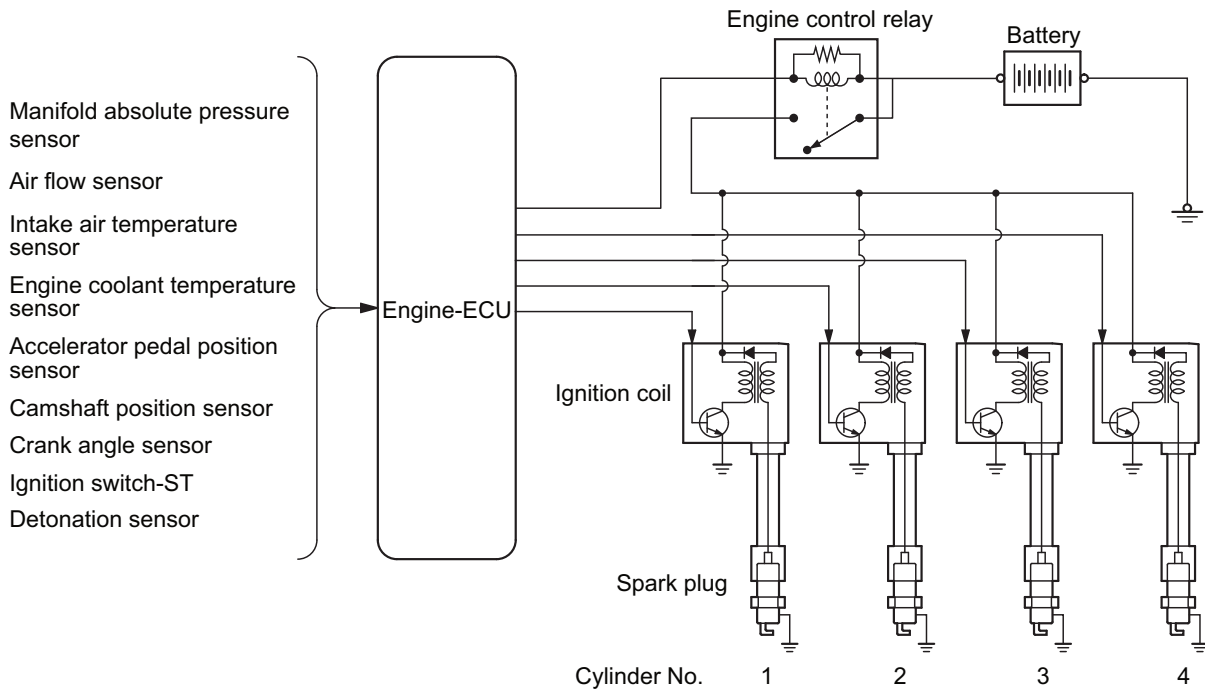 Engine control relay
Battery
Manifold absolute pressure
sensor
Air flow sensor
Intake air temperature
sensor
Engine coolant temperature
sensor
Accelerator pedal position
sensor
Camshaft position sensor
Crank angle sensor
Ignition switch-ST
Detonation sensor
Engine-ECU
Ignition coil
Spark plug
Cylinder No. 1 2 3 4